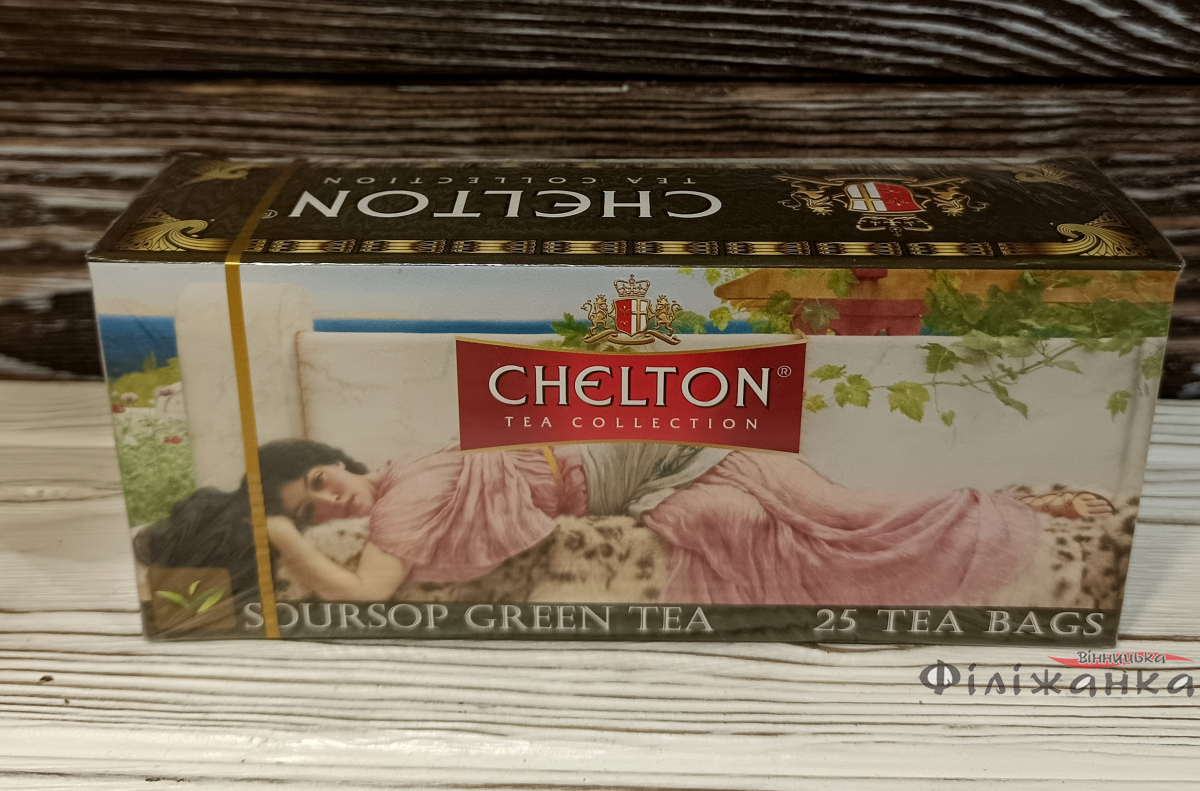 TEA COLLECTION
CHELTON®
CHELTON®
TEA COLLECTION
SOURSOP GREEN TEA 25 TEA BAGS
Вінницька
Філіжанка